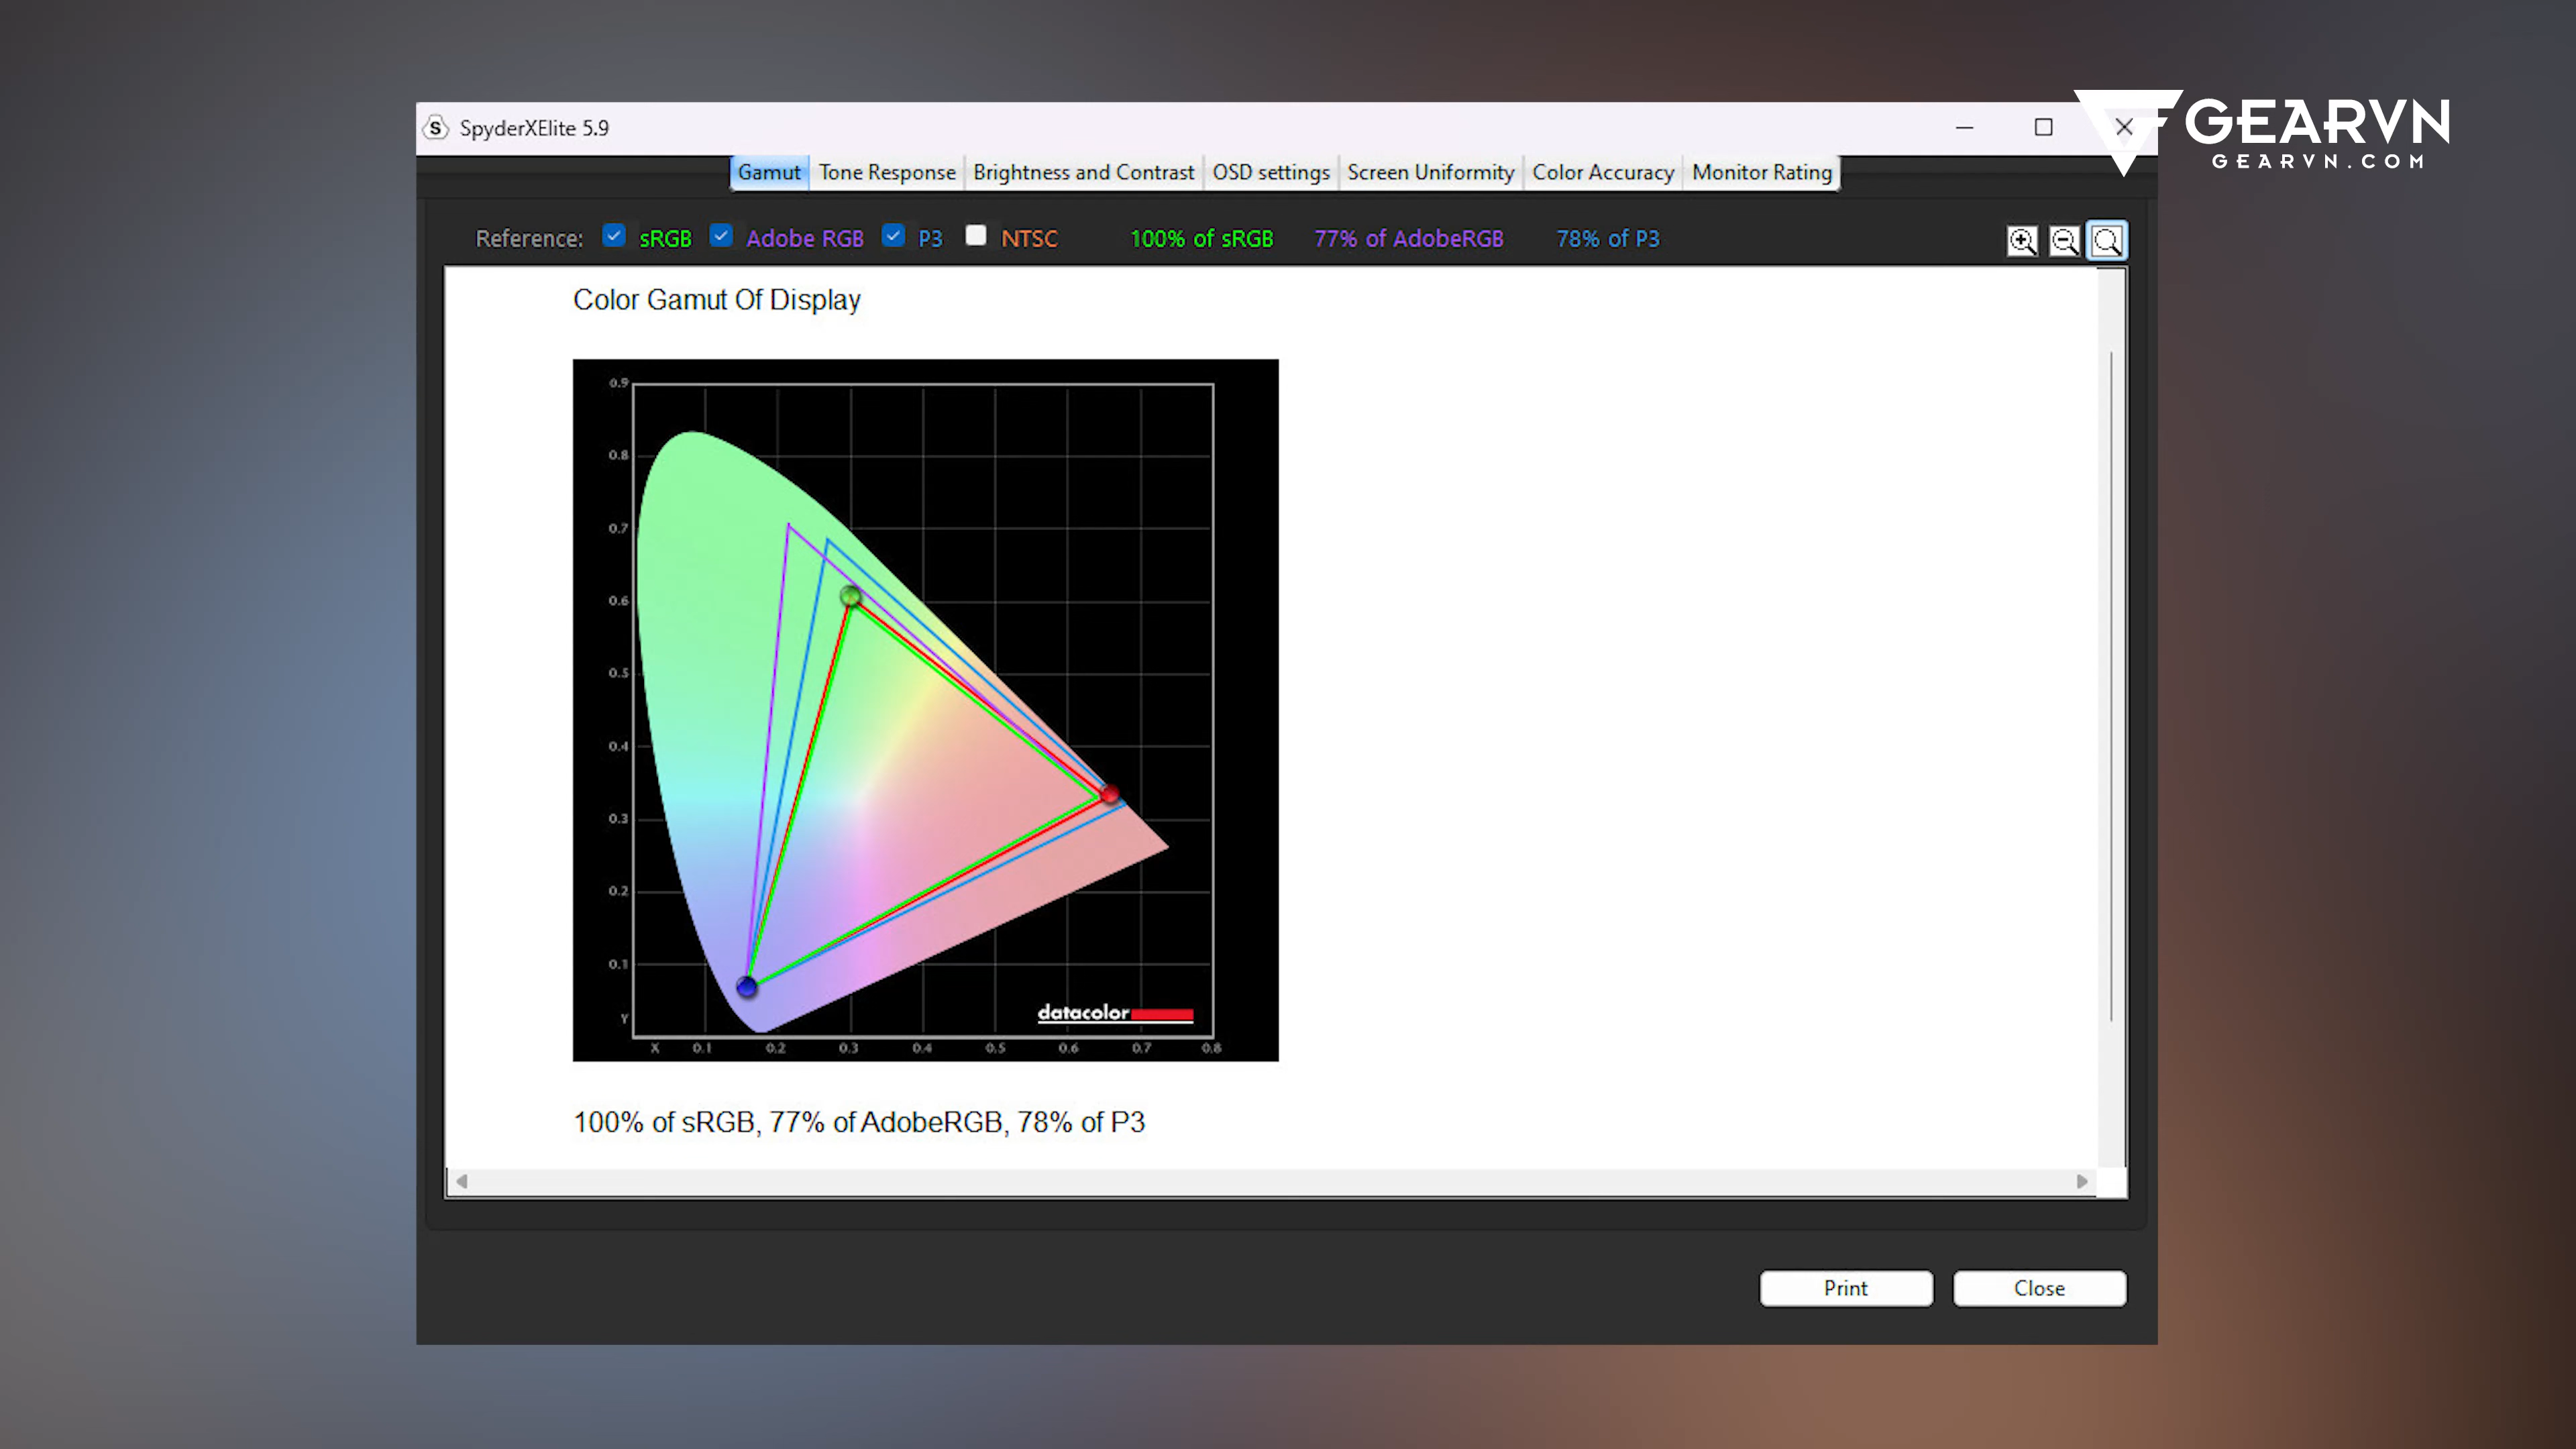 GEARVN
GEARVN.COM
S SpyderXElite 5.9
Gamut Tone Response Brightness and Contrast OSD settings Screen Uniformity Color Accuracy Monitor Rating
Reference: sRGB Adobe RGB P3 NTSC 100% of sRGB 77% of AdobeRGB 78% of P3
Color Gamut Of Display
0.9
0.8
0.7
0.6
0.5
0.4
0.3
0.2
0.1
Y
datacolor
X 0.1 0.2 0.3 0.4 0.5 0.6 0.7 0.8
100% of sRGB, 77% of AdobeRGB, 78% of P3
Print Close